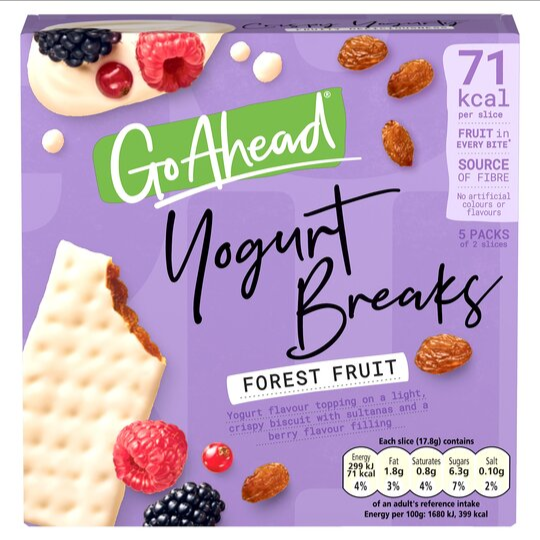 71
kcal
per slice
FRUIT in
EVERY BITE*
SOURCE
OF FIBRE
No artificial
colours or
flavours
5 PACKS
of 2 slices
Go Ahead®
Yogurt
Breaks
FOREST FRUIT
Yogurt flavour topping on a light,
crispy biscuit with sultanas and a
berry flavour filling
Each slice (17.8g) contains
Energy Fat Saturates Sugars Salt
299 kJ
71 kcal 1.8g 0.8g 6.3g 0.10g
4% 3% 4% 7% 2%
of an adult's reference intake
Energy per 100g: 1680 kJ, 399 kcal